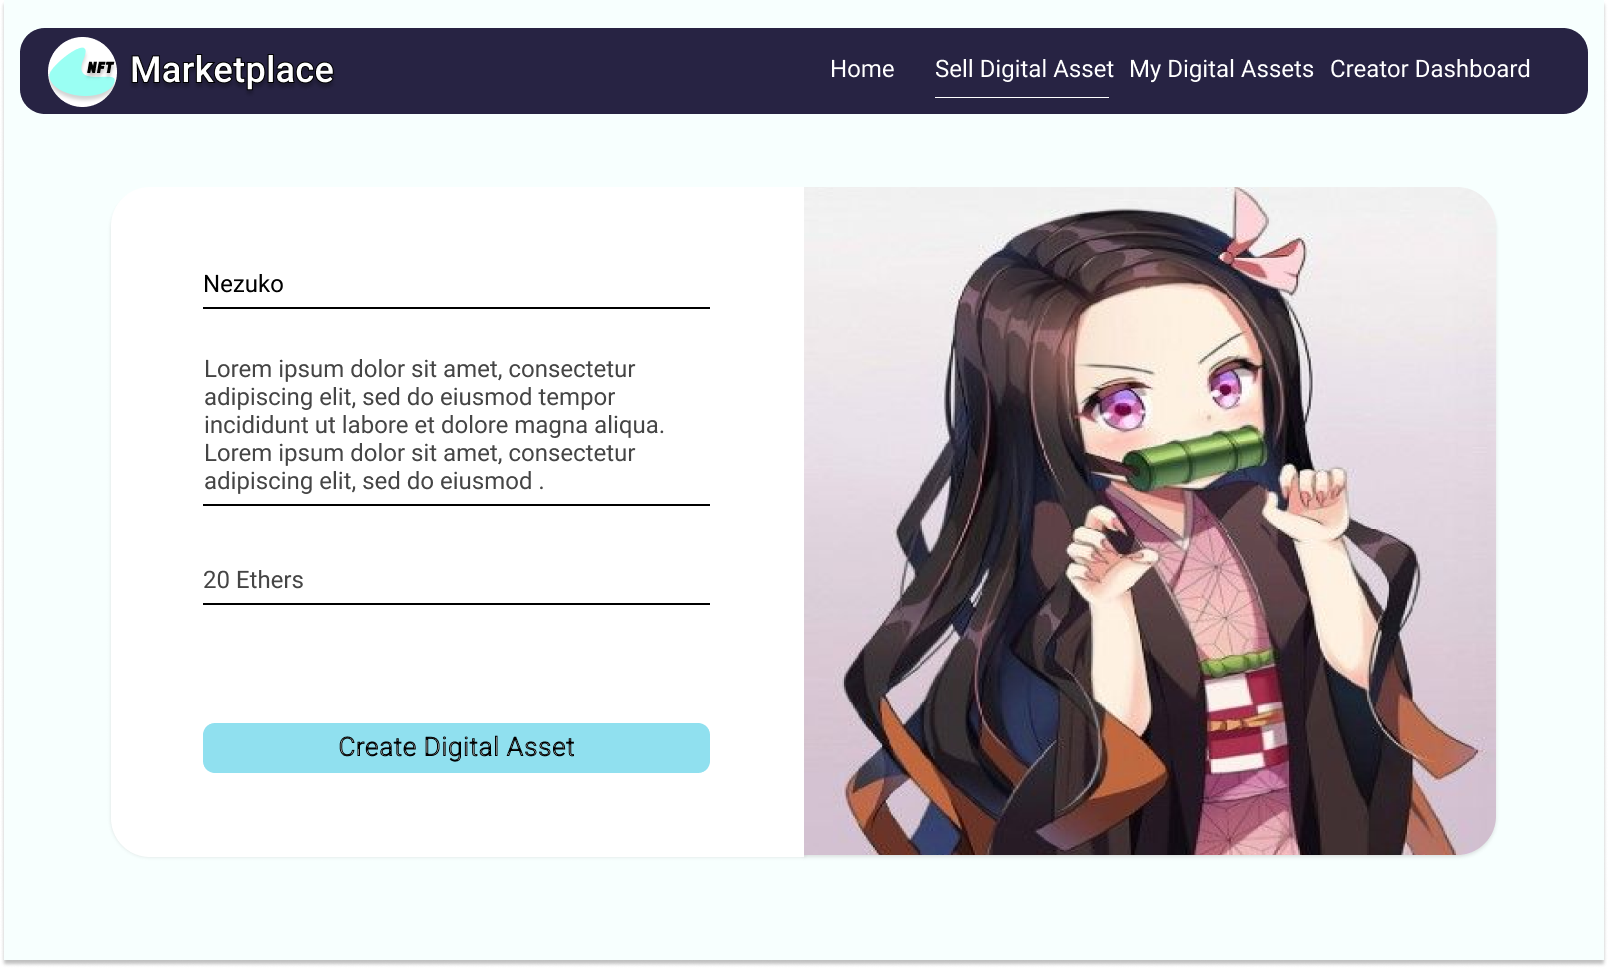 NFT Marketplace
Home Sell Digital Asset My Digital Assets Creator Dashboard
Nezuko
Lorem ipsum dolor sit amet, consectetur
adipiscing elit, sed do eiusmod tempor
incididunt ut labore et dolore magna aliqua.
Lorem ipsum dolor sit amet, consectetur
adipiscing elit, sed do eiusmod .
20 Ethers
Create Digital Asset